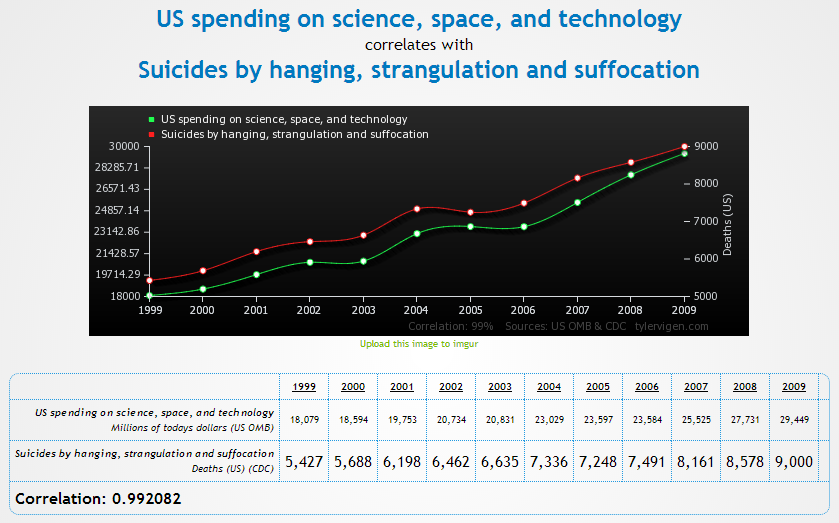 US spending on science, space, and technology
correlates with
Suicides by hanging, strangulation and suffocation
US spending on science, space, and technology
Suicides by hanging, strangulation and suffocation
30000
28285.71
26571.43
24857.14
23142.86
21428.57
19714.29
18000
9000
8000
7000
6000
5000
Deaths (US)
1999 2000 2001 2002 2003 2004 2005 2006 2007 2008 2009
Correlation: 99% Sources: US OMB & CDC tylervigen.com
Upload this image to imgur
1999 2000 2001 2002 2003 2004 2005 2006 2007 2008 2009
US spending on science, space, and technology
Millions of todays dollars (US OMB)
18,079 18,594 19,753 20,734 20,831 23,029 23,597 23,584 25,525 27,731 29,449
Suicides by hanging, strangulation and suffocation
Deaths (US) (CDC)
5,427 5,688 6,198 6,462 6,635 7,336 7,248 7,491 8,161 8,578 9,000
Correlation: 0.992082